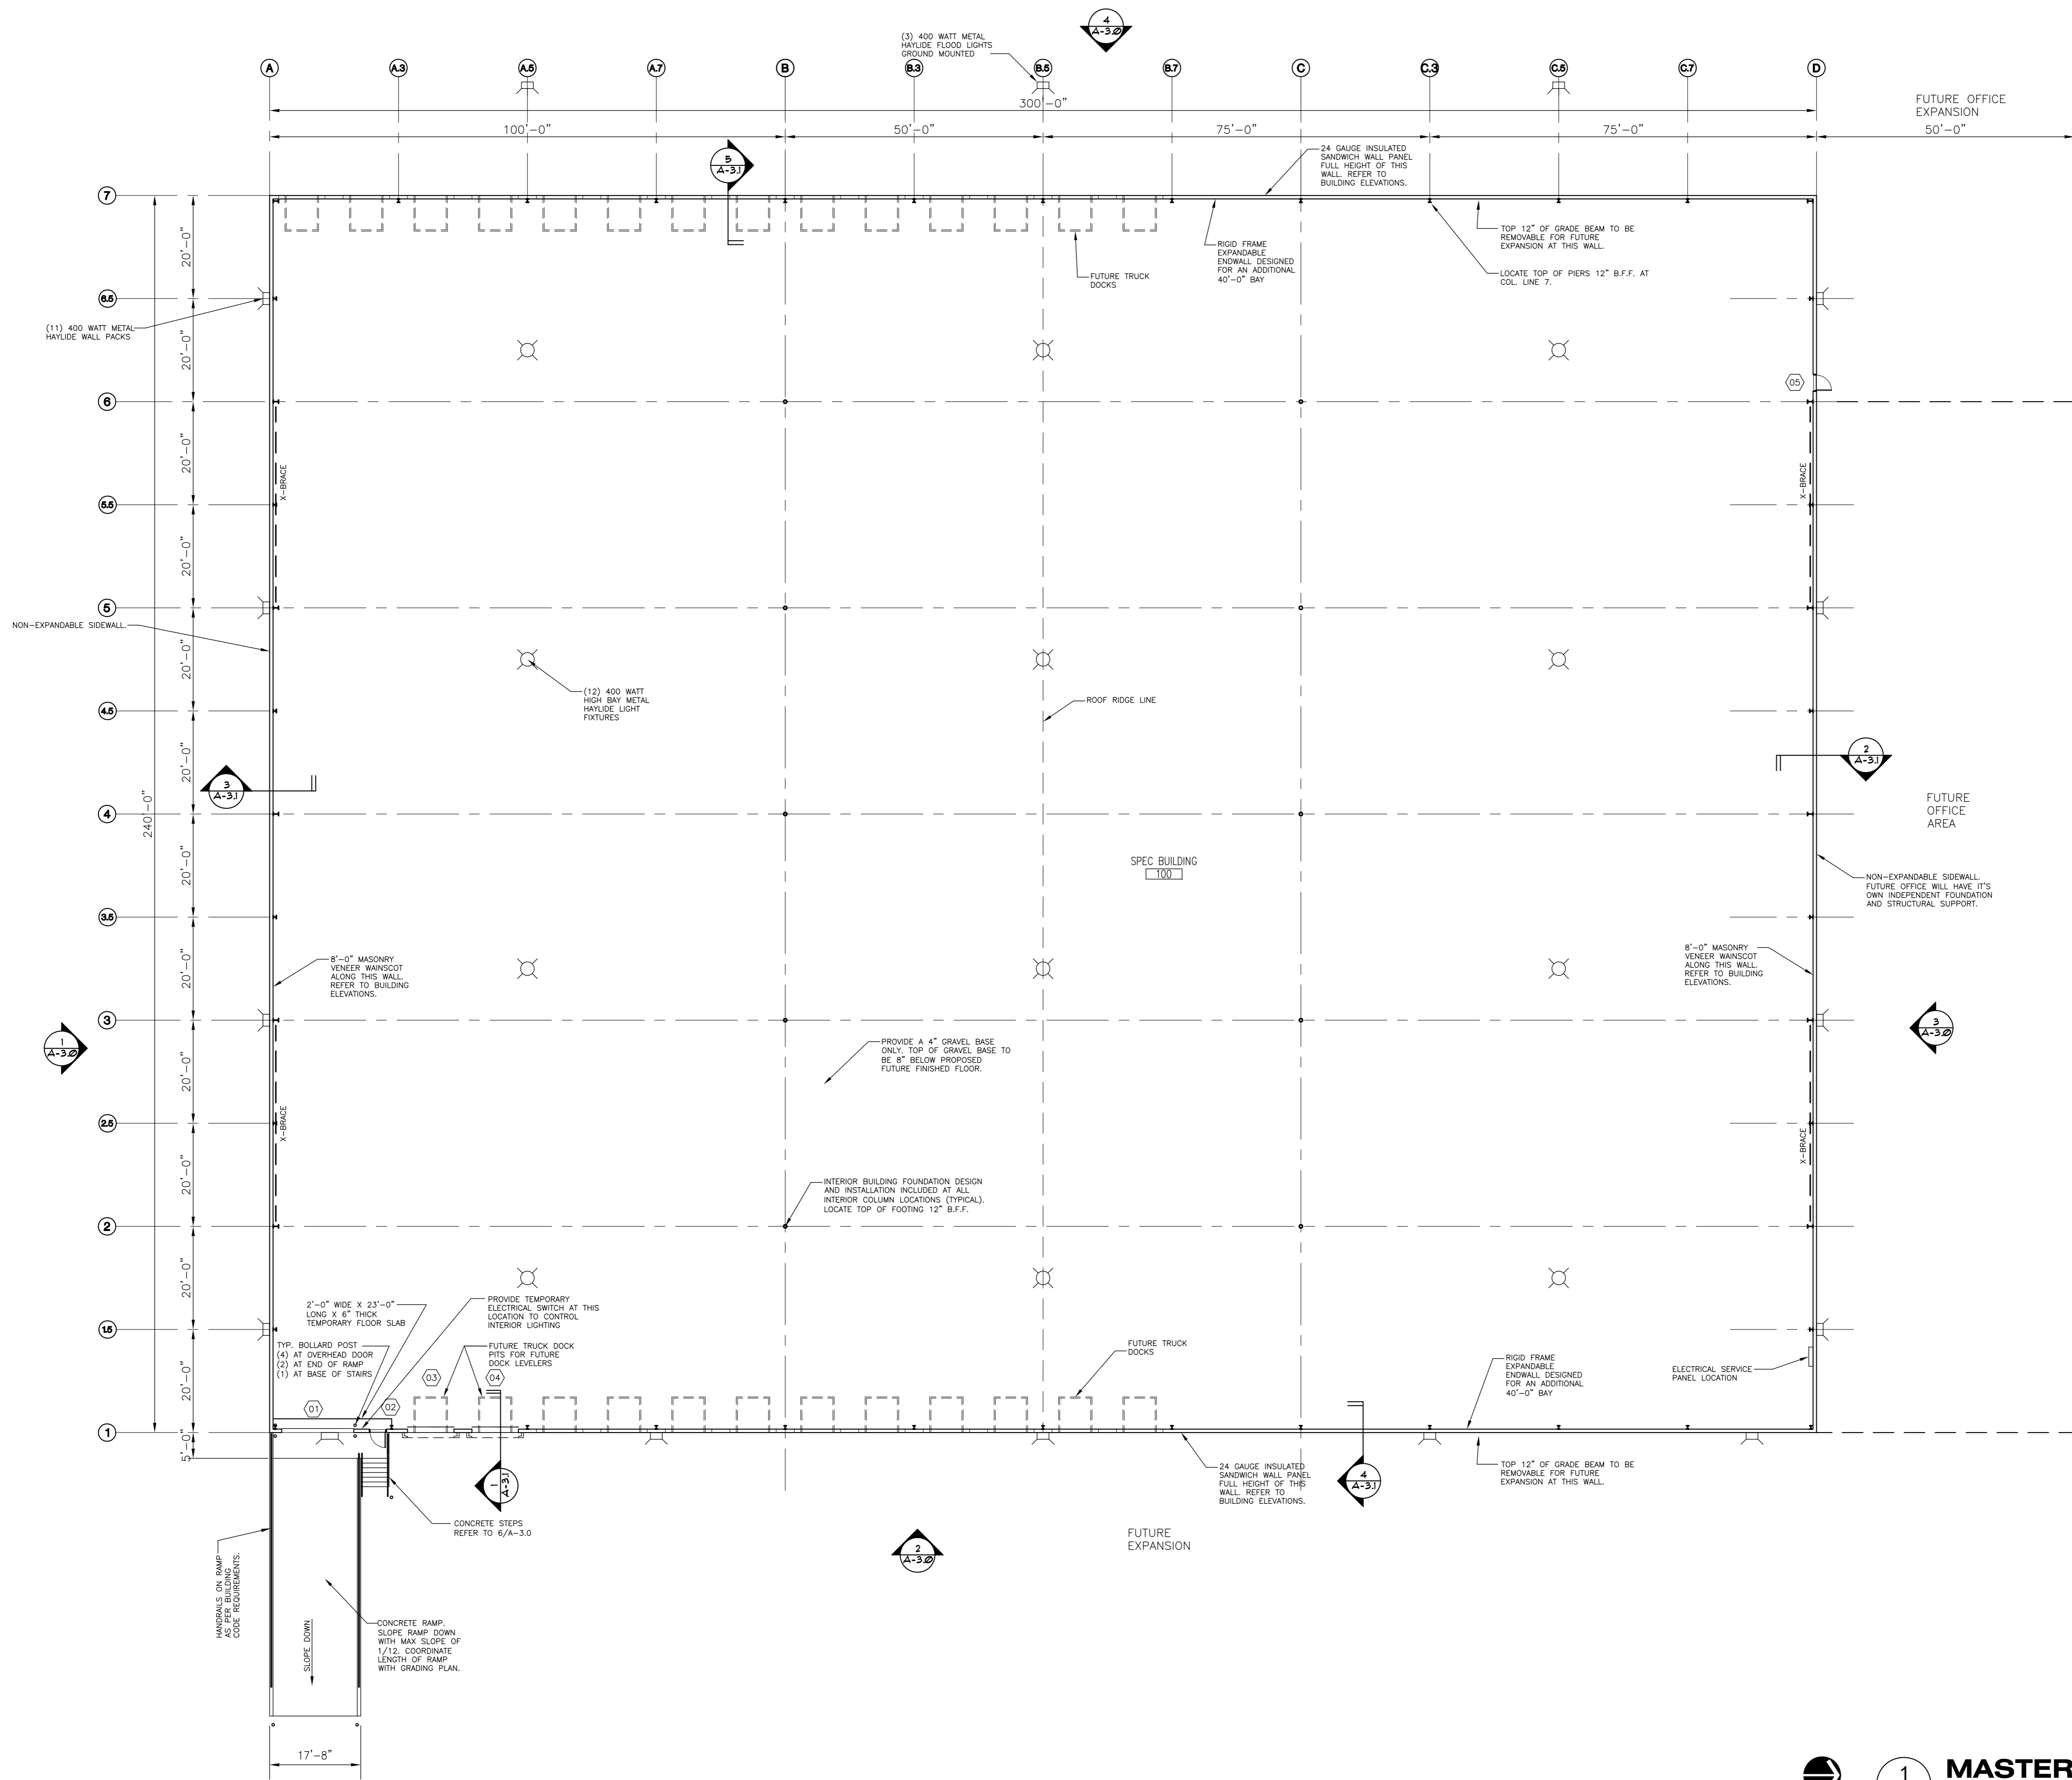 4
A-3.0
(3) 400 WATT METAL
HAYLIDE FLOOD LIGHTS
GROUND MOUNTED
A
A.3
A.5
A.7
B
B.3
B.5
B.7
C
C.3
C.5
C.7
D
300'-0"
FUTURE OFFICE
EXPANSION
100'-0"
50'-0"
75'-0"
75'-0"
50'-0"
5
A-3.1
24 GAUGE INSULATED
SANDWICH WALL PANEL
FULL HEIGHT OF THIS
WALL. REFER TO
BUILDING ELEVATIONS.
7
20'-0"
TOP 12" OF GRADE BEAM TO BE
REMOVABLE FOR FUTURE
EXPANSION AT THIS WALL.
RIGID FRAME
EXPANDABLE
ENDWALL DESIGNED
FOR AN ADDITIONAL
40'-0" BAY
FUTURE TRUCK
DOCKS
LOCATE TOP OF PIERS 12" B.F.F. AT
COL. LINE 7.
6.5
(11) 400 WATT METAL
HAYLIDE WALL PACKS
20'-0"
05
6
20'-0"
X-BRACE
X-BRACE
5.5
20'-0"
5
NON-EXPANDABLE SIDEWALL.
20'-0"
(12) 400 WATT
HIGH BAY METAL
HAYLIDE LIGHT
FIXTURES
ROOF RIDGE LINE
4.5
20'-0"
3
A-3.1
2
A-3.1
240'-0"
4
FUTURE
OFFICE
AREA
20'-0"
SPEC BUILDING
100
NON-EXPANDABLE SIDEWALL.
FUTURE OFFICE WILL HAVE IT'S
OWN INDEPENDENT FOUNDATION
AND STRUCTURAL SUPPORT.
3.5
20'-0"
8'-0" MASONRY
VENEER WAINSCOT
ALONG THIS WALL.
REFER TO BUILDING
ELEVATIONS.
8'-0" MASONRY
VENEER WAINSCOT
ALONG THIS WALL.
REFER TO BUILDING
ELEVATIONS.
3
1
A-3.0
3
A-3.0
20'-0"
PROVIDE A 4" GRAVEL BASE
ONLY. TOP OF GRAVEL BASE TO
BE 8" BELOW PROPOSED
FUTURE FINISHED FLOOR.
2.5
X-BRACE
X-BRACE
20'-0"
INTERIOR BUILDING FOUNDATION DESIGN
AND INSTALLATION INCLUDED AT ALL
INTERIOR COLUMN LOCATIONS (TYPICAL).
LOCATE TOP OF FOOTING 12" B.F.F.
2
20'-0"
2'-0" WIDE X 23'-0"
LONG X 6" THICK
TEMPORARY FLOOR SLAB
PROVIDE TEMPORARY
ELECTRICAL SWITCH AT THIS
LOCATION TO CONTROL
INTERIOR LIGHTING
1.5
TYP. BOLLARD POST
(4) AT OVERHEAD DOOR
(2) AT END OF RAMP
(1) AT BASE OF STAIRS
FUTURE TRUCK DOCK
PITS FOR FUTURE
DOCK LEVELERS
FUTURE TRUCK
DOCKS
RIGID FRAME
EXPANDABLE
ENDWALL DESIGNED
FOR AN ADDITIONAL
40'-0" BAY
ELECTRICAL SERVICE
PANEL LOCATION
20'-0"
01
02
03
04
1
5'-0"
1
A-3.1
24 GAUGE INSULATED
SANDWICH WALL PANEL
FULL HEIGHT OF THIS
WALL. REFER TO
BUILDING ELEVATIONS.
4
A-3.1
TOP 12" OF GRADE BEAM TO BE
REMOVABLE FOR FUTURE
EXPANSION AT THIS WALL.
CONCRETE STEPS
REFER TO 6/A-3.0
2
A-3.0
FUTURE
EXPANSION
HANDRAILS ON RAMP
AS PER BUILDING
CODE REQUIREMENTS.
SLOPE DOWN
CONCRETE RAMP.
SLOPE RAMP DOWN
WITH MAX SLOPE OF
1/12. COORDINATE
LENGTH OF RAMP
WITH GRADING PLAN.
17'-8"
1
MASTER